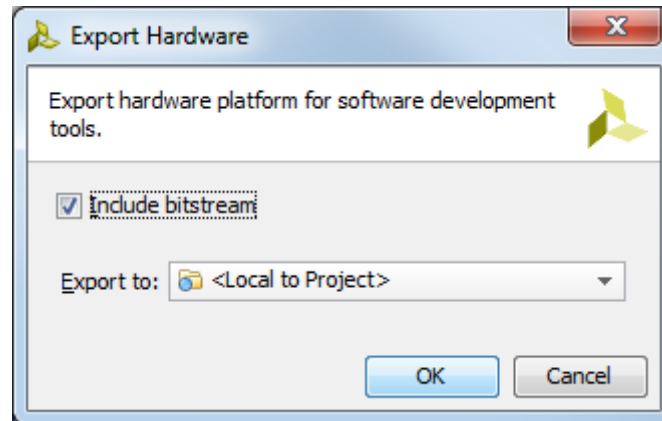 Export Hardware
Export hardware platform for software development
tools.
Include bitstream
Export to: <Local to Project>
OK Cancel